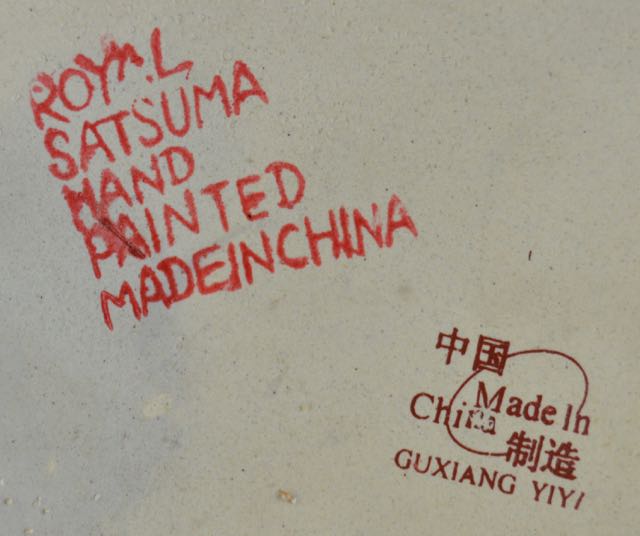 ROYAL
SATSUMA
HAND
PAINTED
MADEINCHINA
中国
Made In
China
制造
GUXIANG YIYI